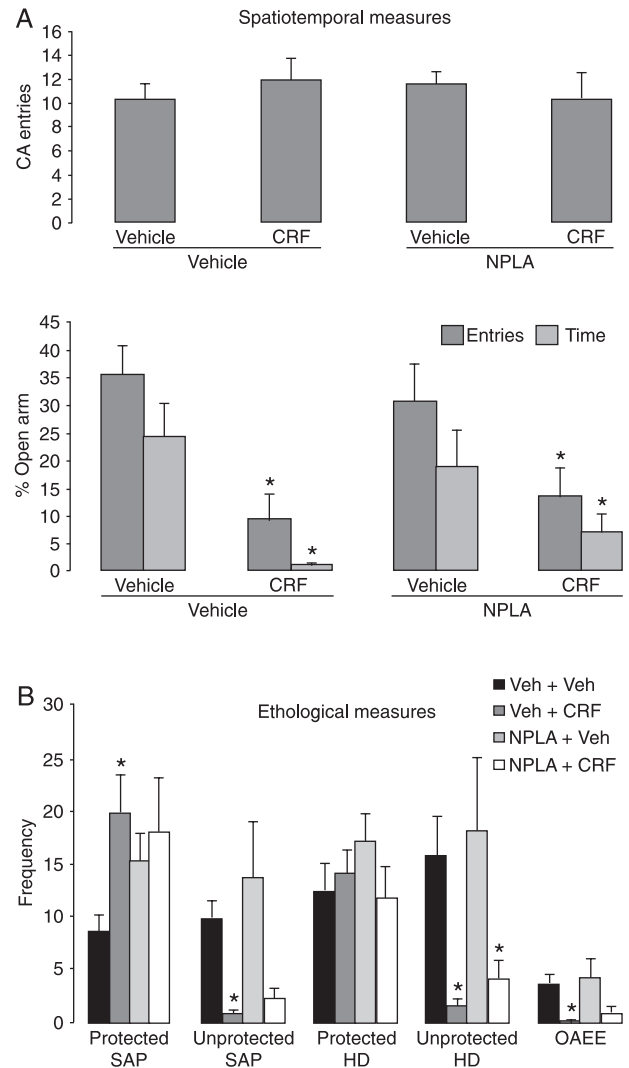 A
Spatiotemporal measures
CA entries
16
14
12
10
8
6
4
2
0
Vehicle CRF Vehicle CRF
Vehicle NPLA
% Open arm
45
40
35
30
25
20
15
10
5
0
Entries Time
* * * *
Vehicle CRF Vehicle CRF
Vehicle NPLA
B
Ethological measures
Veh + Veh
Veh + CRF
NPLA + Veh
NPLA + CRF
Frequency
30
25
20
15
10
5
0
* * * * *
Protected Unprotected Protected Unprotected OAEE
SAP SAP HD HD